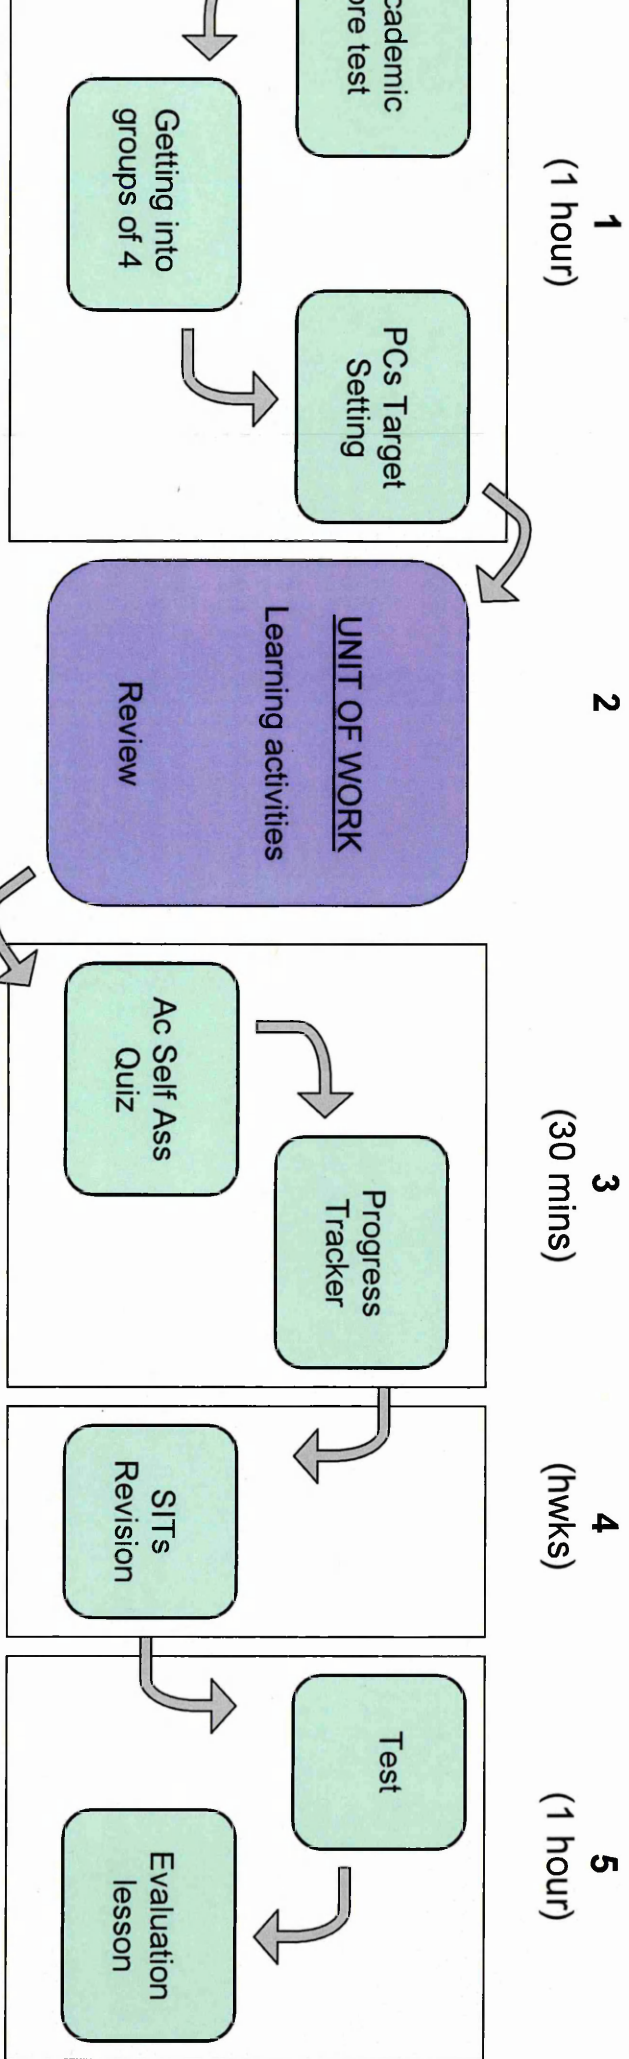 1
(1 hour)
test
Getting into
groups of 4
PCs Target
Setting
2
UNIT OF WORK
Learning activities
Review
3
(30 mins)
Ac Self Ass
Quiz
Progress
Tracker
4
(hwks)
SITs
Revision
5
(1 hour)
Test
Evaluation
lesson